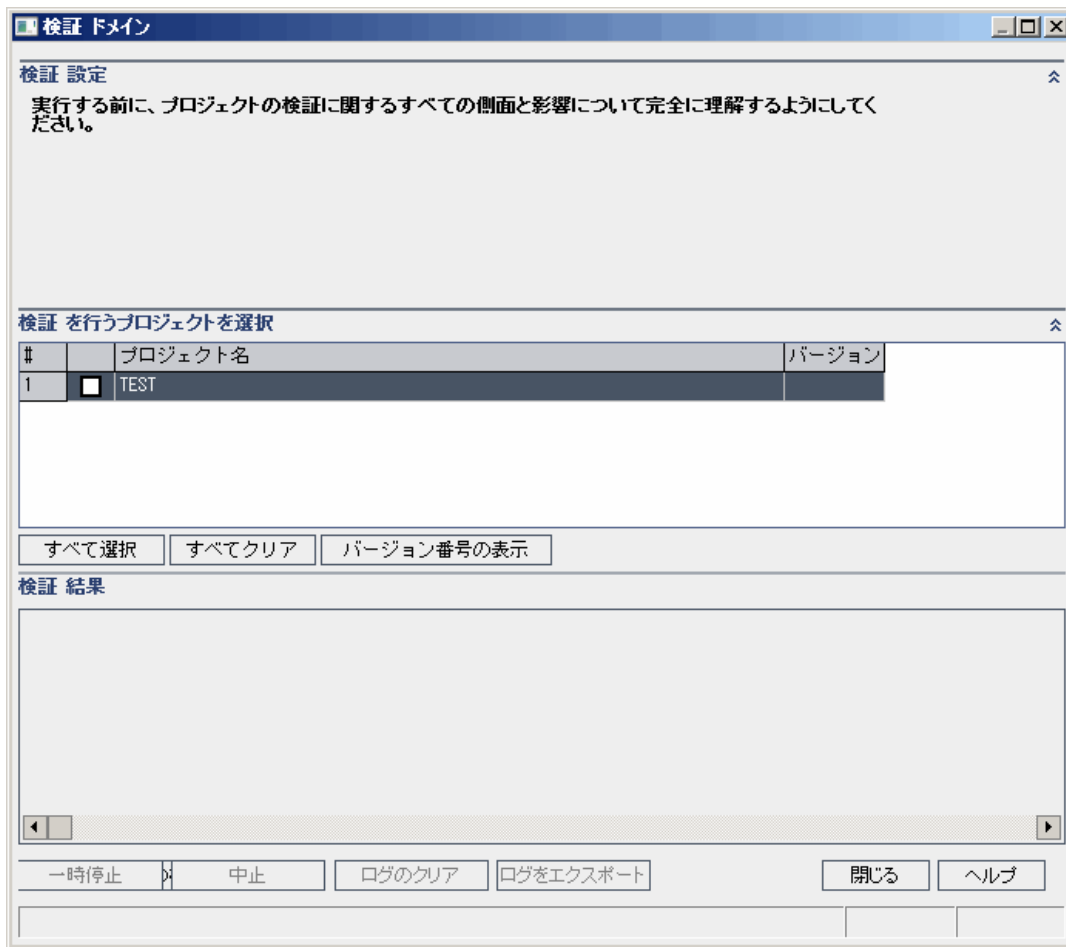 検証 ドメイン
検証 設定
実行する前に、プロジェクトの検証に関するすべての側面と影響について完全に理解するようにしてく
ださい。
検証 を行うプロジェクトを選択
# プロジェクト名 バージョン
1 TEST
すべて選択 すべてクリア バージョン番号の表示
検証 結果
一時停止 中止 ログのクリア ログをエクスポート 閉じる ヘルプ